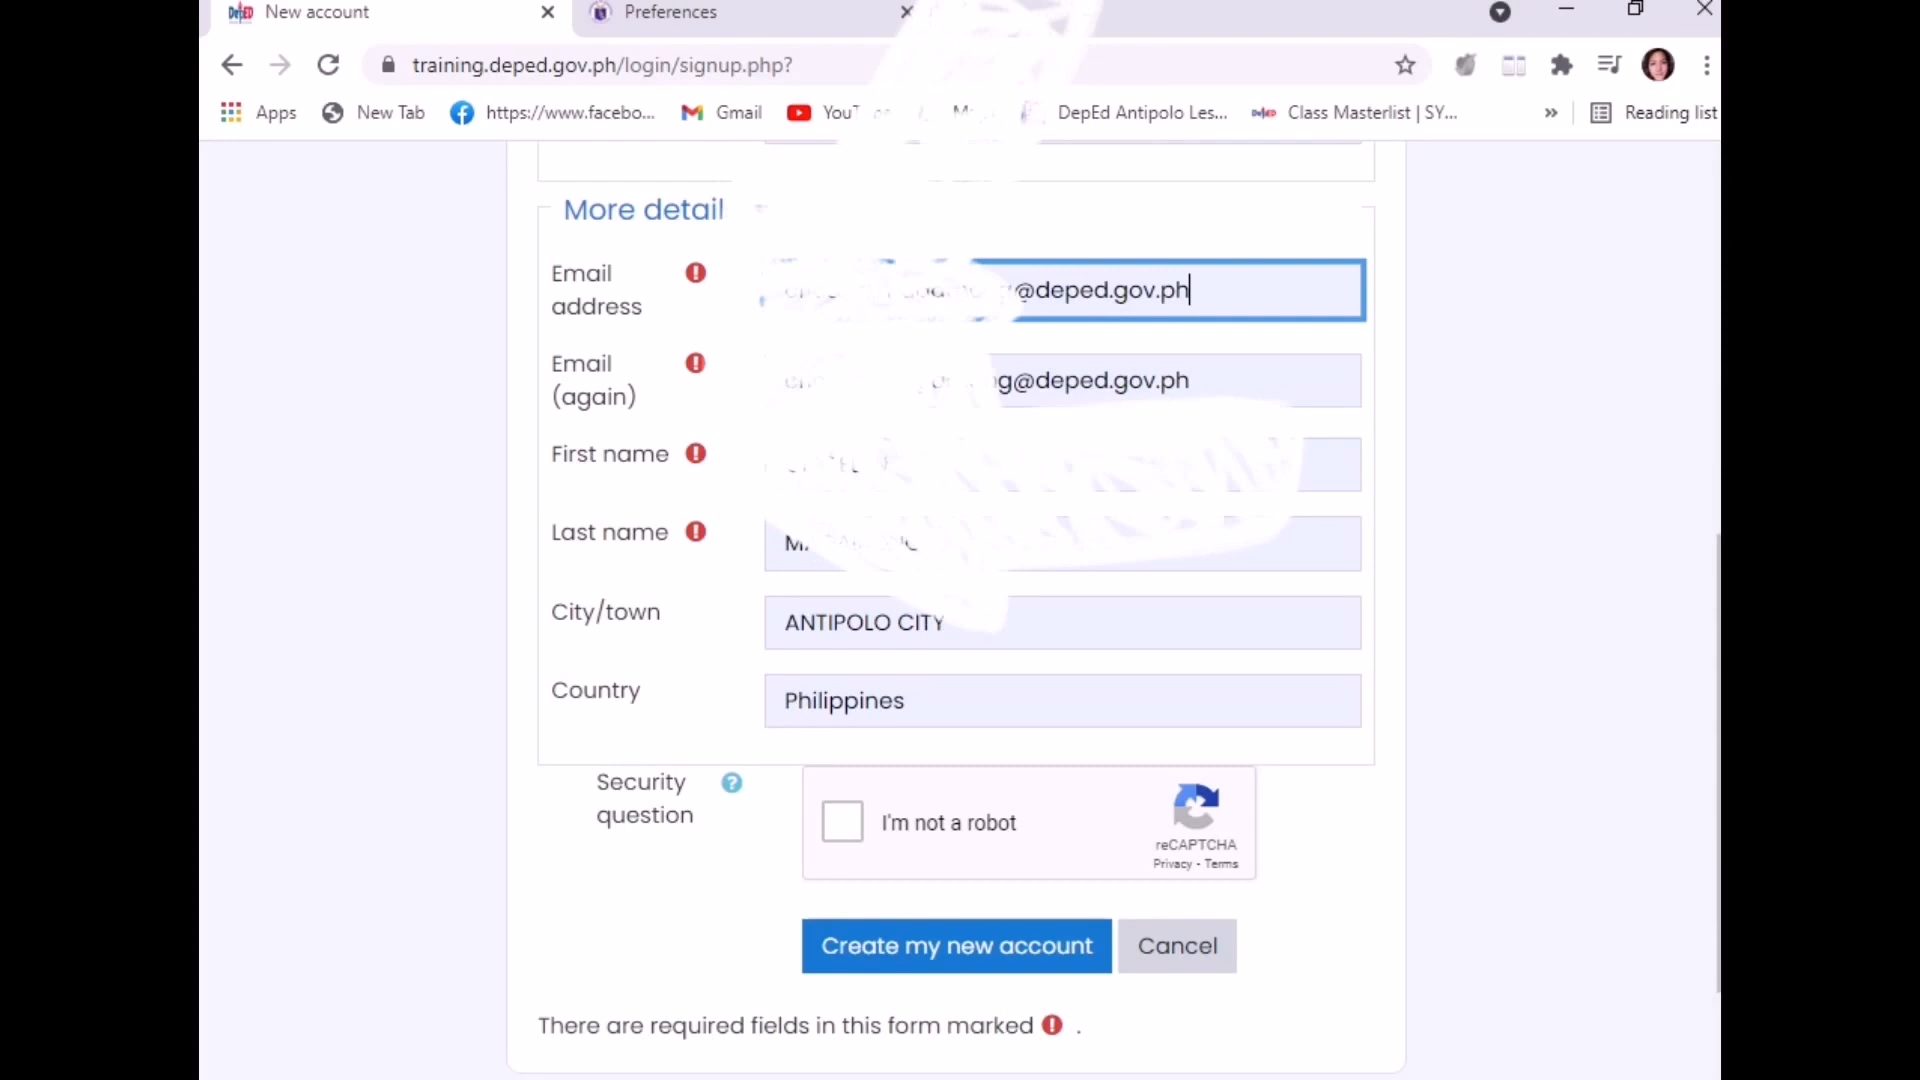 DepED New account
Preferences
training.deped.gov.ph/login/signup.php?
Apps New Tab https://www.facebo... Gmail DepEd Antipolo Les... DepED Class Masterlist | SY... » Reading list
More detail
Email address
@deped.gov.ph
Email (again)
@deped.gov.ph
First name
Last name
City/town
ANTIPOLO CITY
Country
Philippines
Security question
?
I'm not a robot
reCAPTCHA
Privacy - Terms
Create my new account
Cancel
There are required fields in this form marked ! .